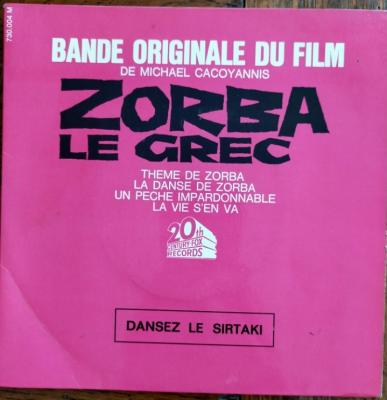 730.004 M
BANDE ORIGINALE DU FILM
DE MICHAEL CACOYANNIS
ZORBA
LE GREC
THEME DE ZORBA
LA DANSE DE ZORBA
UN PECHE IMPARDONNABLE
LA VIE S'EN VA
20th
CENTURY FOX
RECORDS
DANSEZ LE SIRTAKI